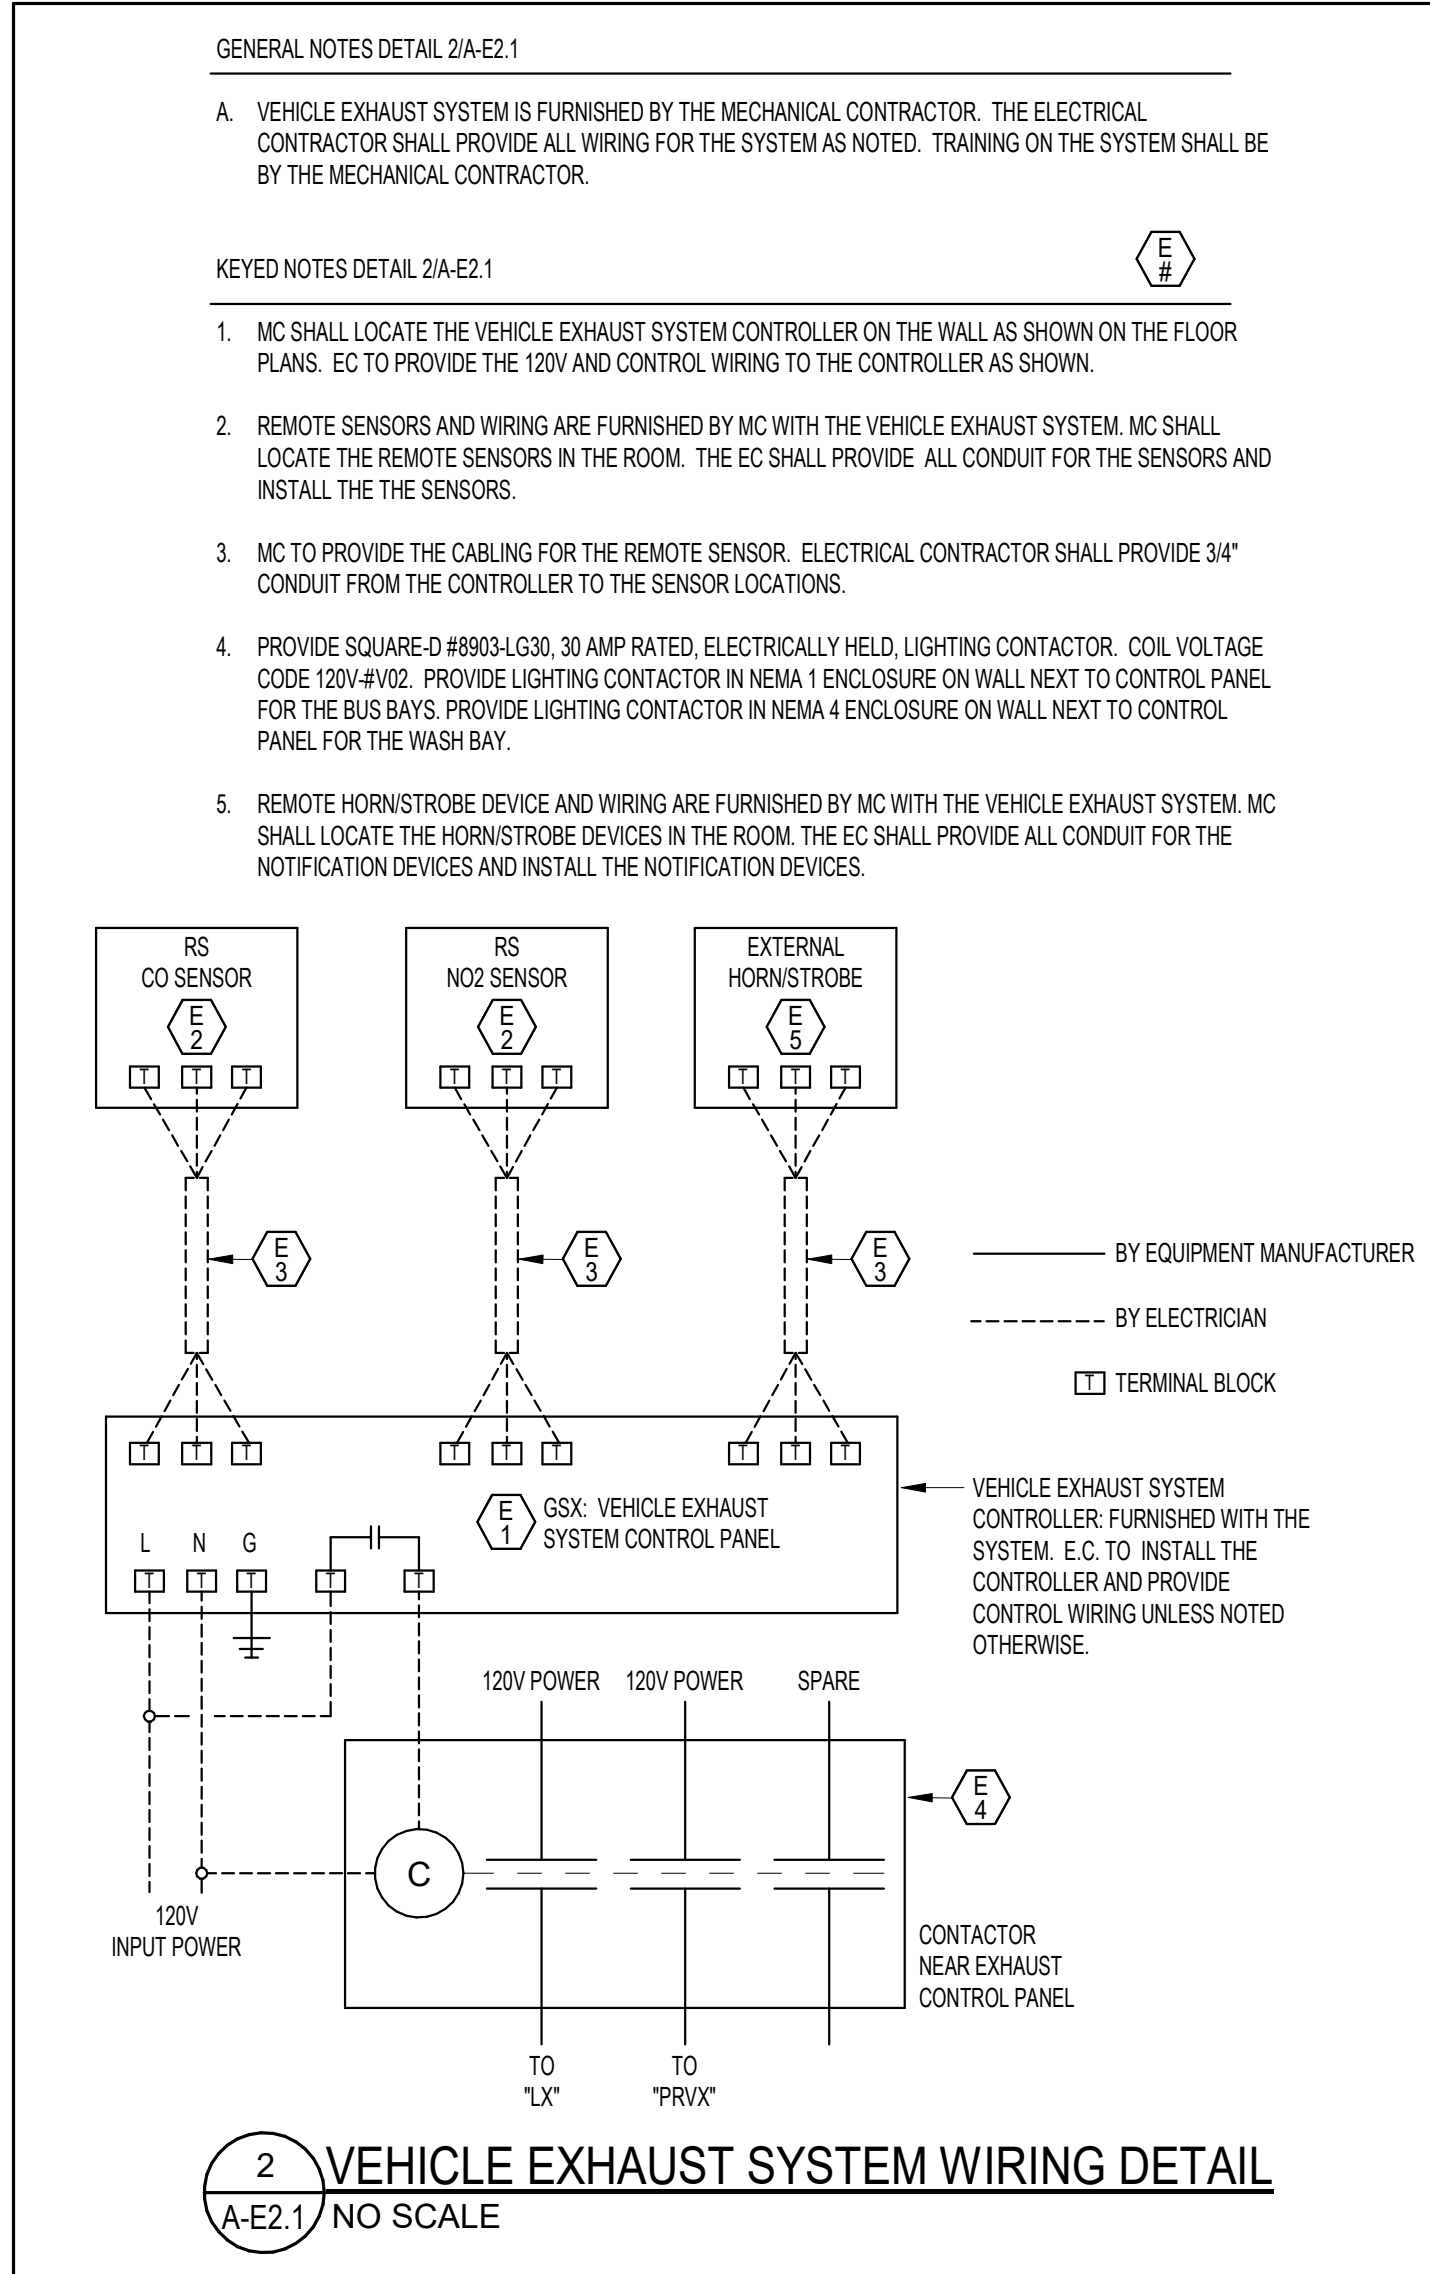 GENERAL NOTES DETAIL 2/A-E2.1
A. VEHICLE EXHAUST SYSTEM IS FURNISHED BY THE MECHANICAL CONTRACTOR. THE ELECTRICAL
CONTRACTOR SHALL PROVIDE ALL WIRING FOR THE SYSTEM AS NOTED. TRAINING ON THE SYSTEM SHALL BE
BY THE MECHANICAL CONTRACTOR.
KEYED NOTES DETAIL 2/A-E2.1
E
#
1. MC SHALL LOCATE THE VEHICLE EXHAUST SYSTEM CONTROLLER ON THE WALL AS SHOWN ON THE FLOOR
PLANS. EC TO PROVIDE THE 120V AND CONTROL WIRING TO THE CONTROLLER AS SHOWN.
2. REMOTE SENSORS AND WIRING ARE FURNISHED BY MC WITH THE VEHICLE EXHAUST SYSTEM. MC SHALL
LOCATE THE REMOTE SENSORS IN THE ROOM. THE EC SHALL PROVIDE ALL CONDUIT FOR THE SENSORS AND
INSTALL THE THE SENSORS.
3. MC TO PROVIDE THE CABLING FOR THE REMOTE SENSOR. ELECTRICAL CONTRACTOR SHALL PROVIDE 3/4"
CONDUIT FROM THE CONTROLLER TO THE SENSOR LOCATIONS.
4. PROVIDE SQUARE-D #8903-LG30, 30 AMP RATED, ELECTRICALLY HELD, LIGHTING CONTACTOR. COIL VOLTAGE
CODE 120V-#V02. PROVIDE LIGHTING CONTACTOR IN NEMA 1 ENCLOSURE ON WALL NEXT TO CONTROL PANEL
FOR THE BUS BAYS. PROVIDE LIGHTING CONTACTOR IN NEMA 4 ENCLOSURE ON WALL NEXT TO CONTROL
PANEL FOR THE WASH BAY.
5. REMOTE HORN/STROBE DEVICE AND WIRING ARE FURNISHED BY MC WITH THE VEHICLE EXHAUST SYSTEM. MC
SHALL LOCATE THE HORN/STROBE DEVICES IN THE ROOM. THE EC SHALL PROVIDE ALL CONDUIT FOR THE
NOTIFICATION DEVICES AND INSTALL THE NOTIFICATION DEVICES.
RS
CO SENSOR
E
2
T T T
RS
NO2 SENSOR
E
2
T T T
EXTERNAL
HORN/STROBE
E
5
T T T
E
3
E
3
E
3
BY EQUIPMENT MANUFACTURER
BY ELECTRICIAN
T TERMINAL BLOCK
T T T
T T T
T T T
E
1
GSX: VEHICLE EXHAUST
SYSTEM CONTROL PANEL
L N G
T T T T T
VEHICLE EXHAUST SYSTEM
CONTROLLER: FURNISHED WITH THE
SYSTEM. E.C. TO INSTALL THE
CONTROLLER AND PROVIDE
CONTROL WIRING UNLESS NOTED
OTHERWISE.
120V POWER
120V POWER
SPARE
E
4
C
120V
INPUT POWER
CONTACTOR
NEAR EXHAUST
CONTROL PANEL
TO
"LX"
TO
"PRVX"
2
A-E2.1
VEHICLE EXHAUST SYSTEM WIRING DETAIL
NO SCALE